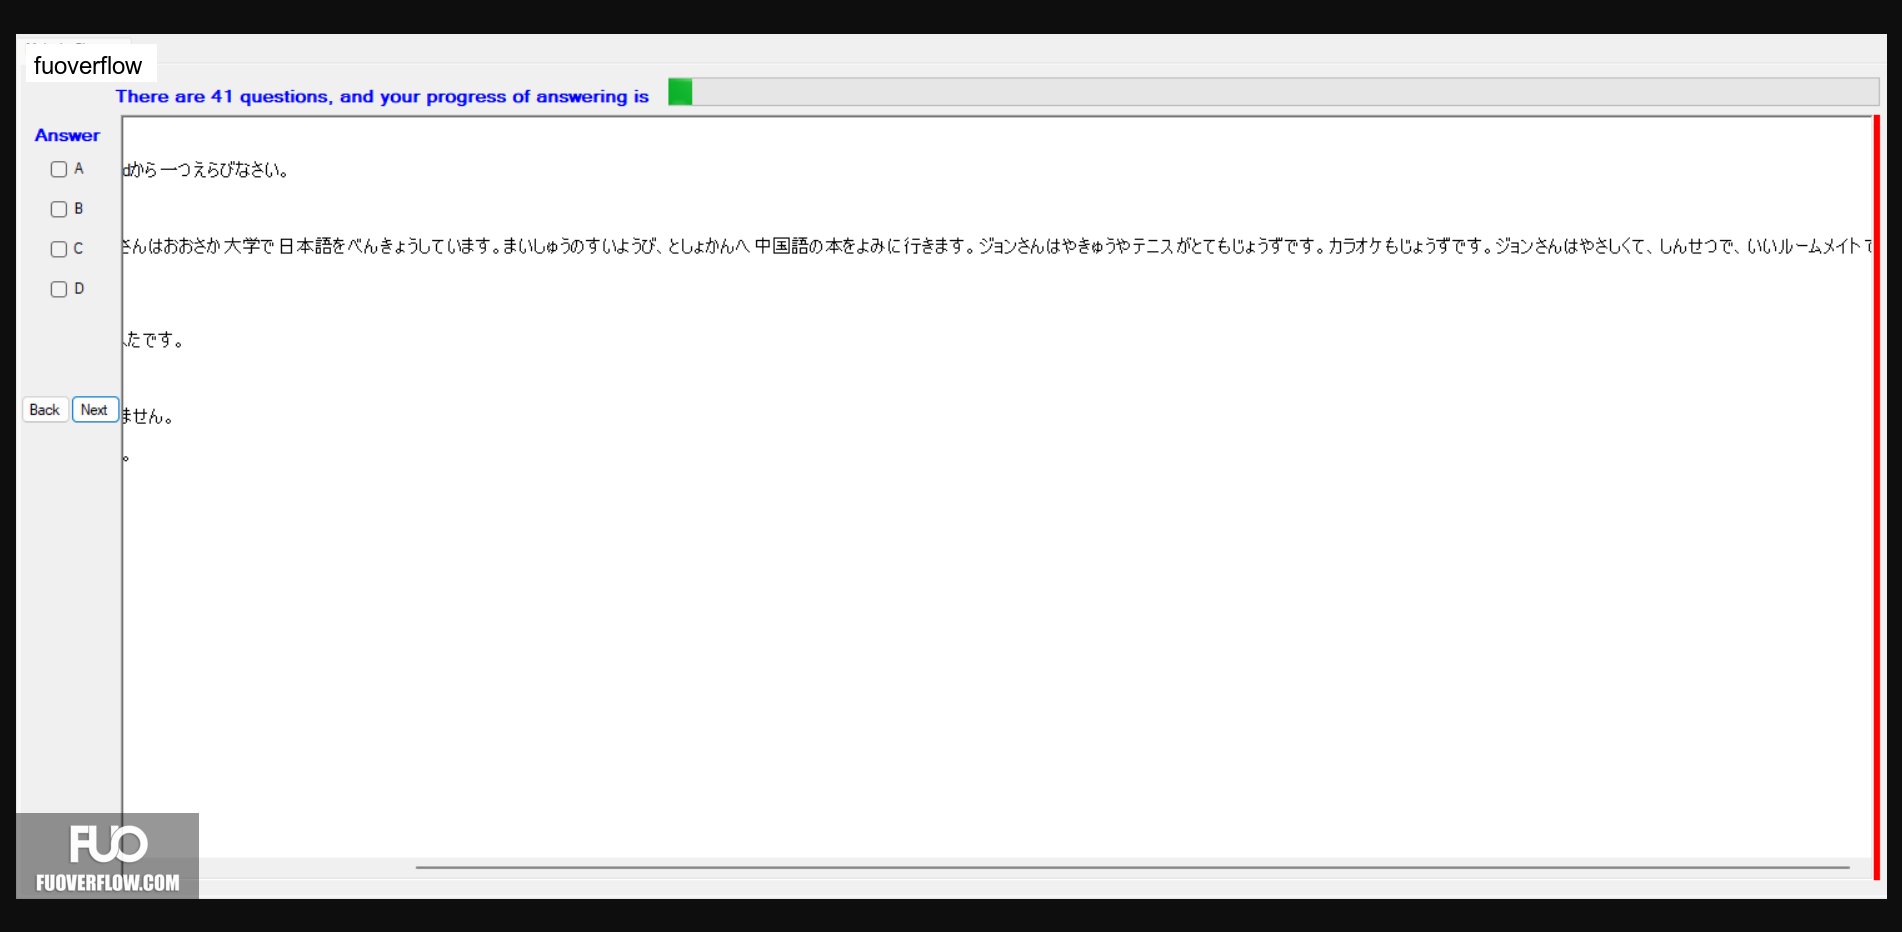 fuoverflow
There are 41 questions, and your progress of answering is
Answer
A
dから一つえらびなさい。
B
さんはおおさか大学で日本語をべんきょうしています。まいしゅうのすいようび、としょかんへ中国語の本をよみに行きます。ジョンさんはやきゅうやテニスがとてもじょうずです。カラオケもじょうずです。ジョンさんはやさしくて、しんせつで、いいルームメイトで
C
D
たです。
Back Next
ません。
。
FUO
FUOVERFLOW.COM